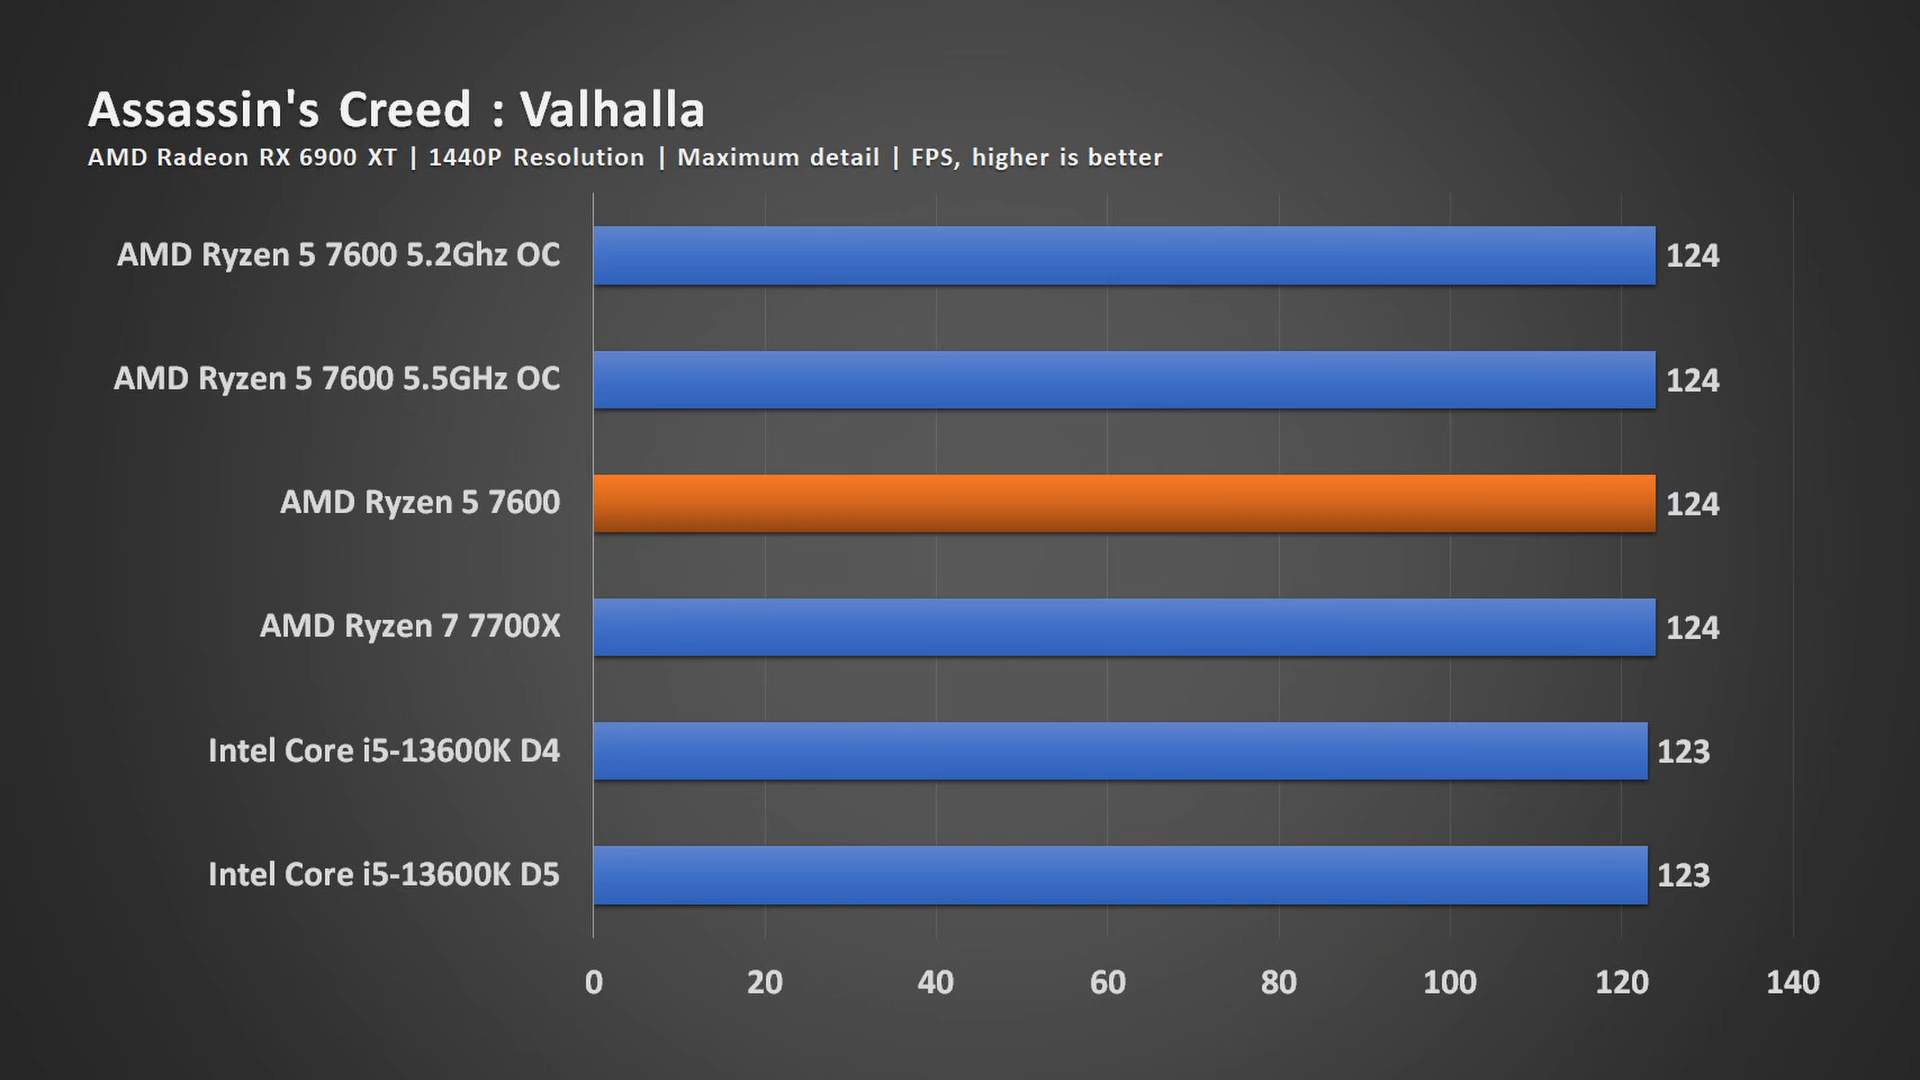 Assassin's Creed : Valhalla
AMD Radeon RX 6900 XT | 1440P Resolution | Maximum detail | FPS, higher is better
AMD Ryzen 5 7600 5.2Ghz OC 124
AMD Ryzen 5 7600 5.5GHz OC 124
AMD Ryzen 5 7600 124
AMD Ryzen 7 7700X 124
Intel Core i5-13600K D4 123
Intel Core i5-13600K D5 123
0 20 40 60 80 100 120 140